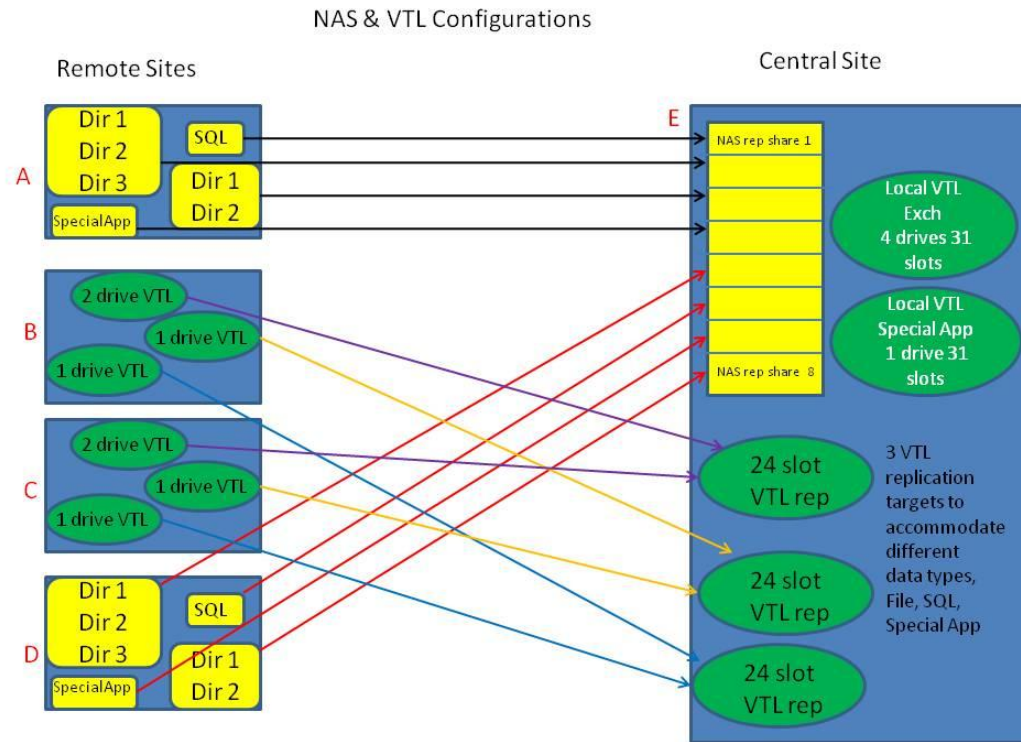 NAS & VTL Configurations
Remote Sites
Central Site
A
Dir 1
Dir 2
Dir 3
SQL
Dir 1
Dir 2
SpecialApp
B
2 drive VTL
1 drive VTL
1 drive VTL
C
2 drive VTL
1 drive VTL
1 drive VTL
D
Dir 1
Dir 2
Dir 3
SQL
Dir 1
Dir 2
SpecialApp
E
NAS rep share 1
NAS rep share 8
Local VTL
Exch
4 drives 31
slots
Local VTL
Special App
1 drive 31
slots
24 slot
VTL rep
24 slot
VTL rep
24 slot
VTL rep
3 VTL
replication
targets to
accommodate
different
data types,
File, SQL,
Special App